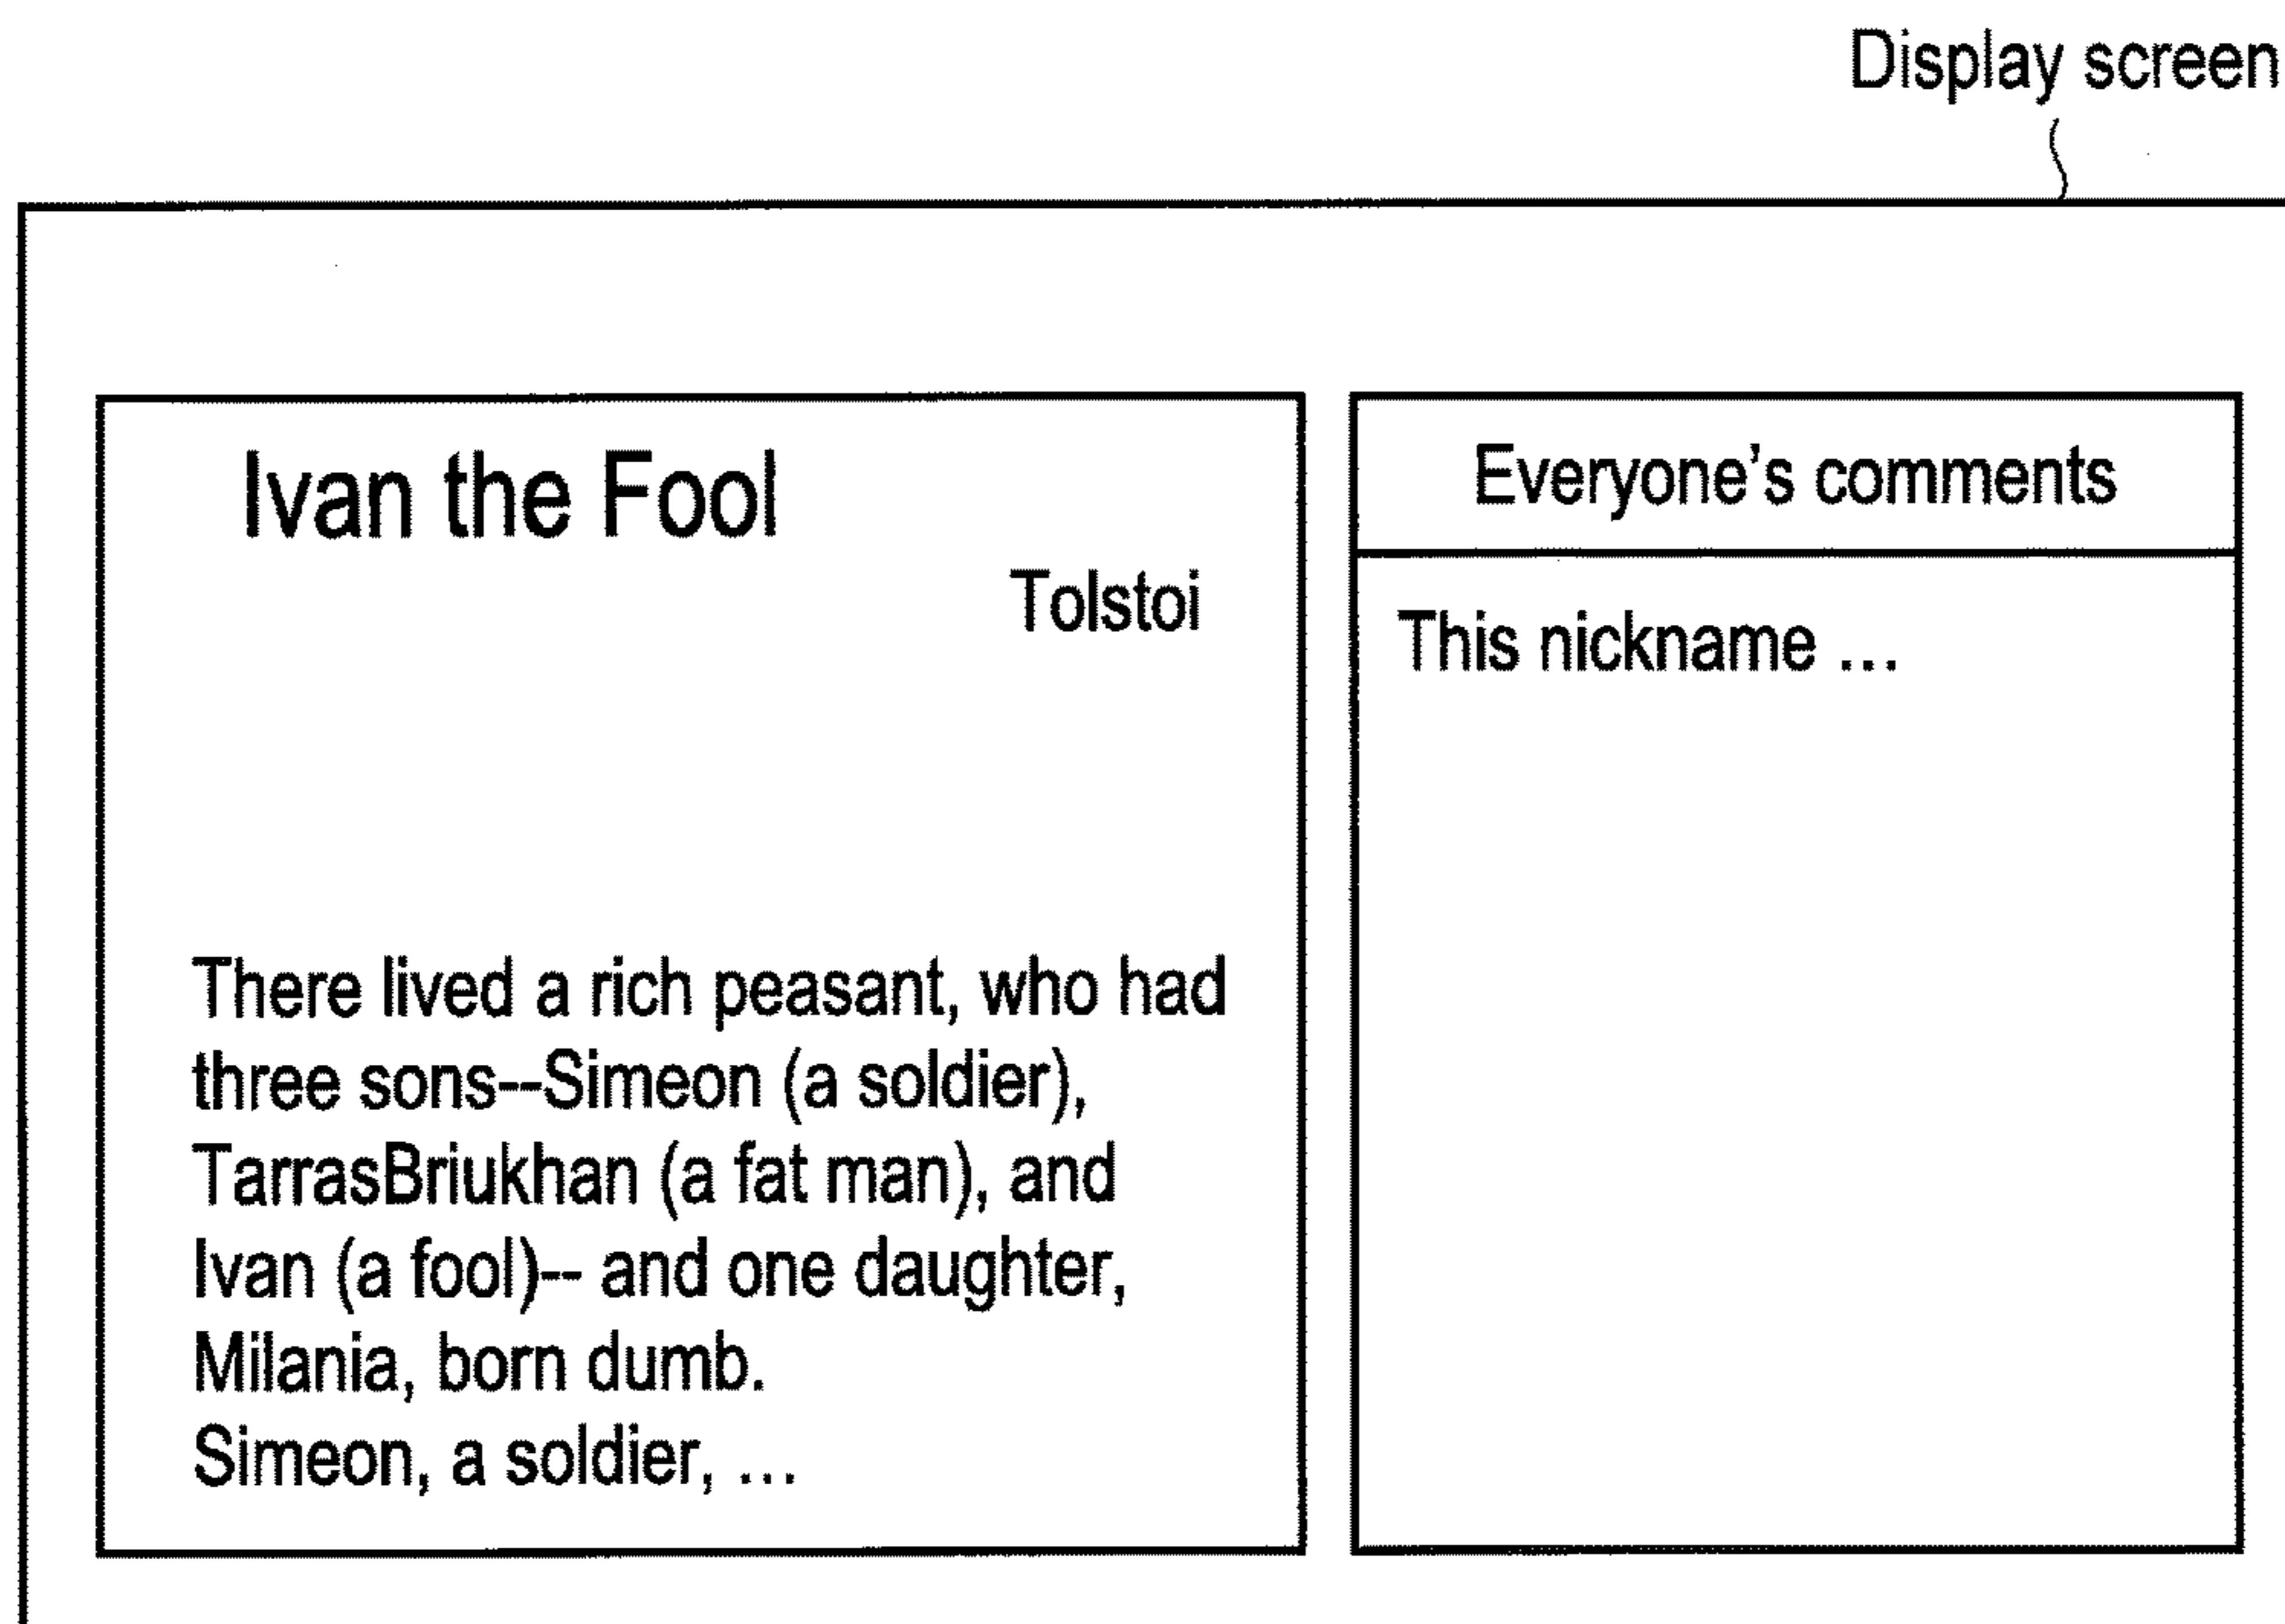 Display screen
Ivan the Fool
Tolstoi
There lived a rich peasant, who had
three sons--Simeon (a soldier),
TarrasBriukhan (a fat man), and
Ivan (a fool)-- and one daughter,
Milania, born dumb.
Simeon, a soldier, ...
Everyone’s comments
This nickname ...